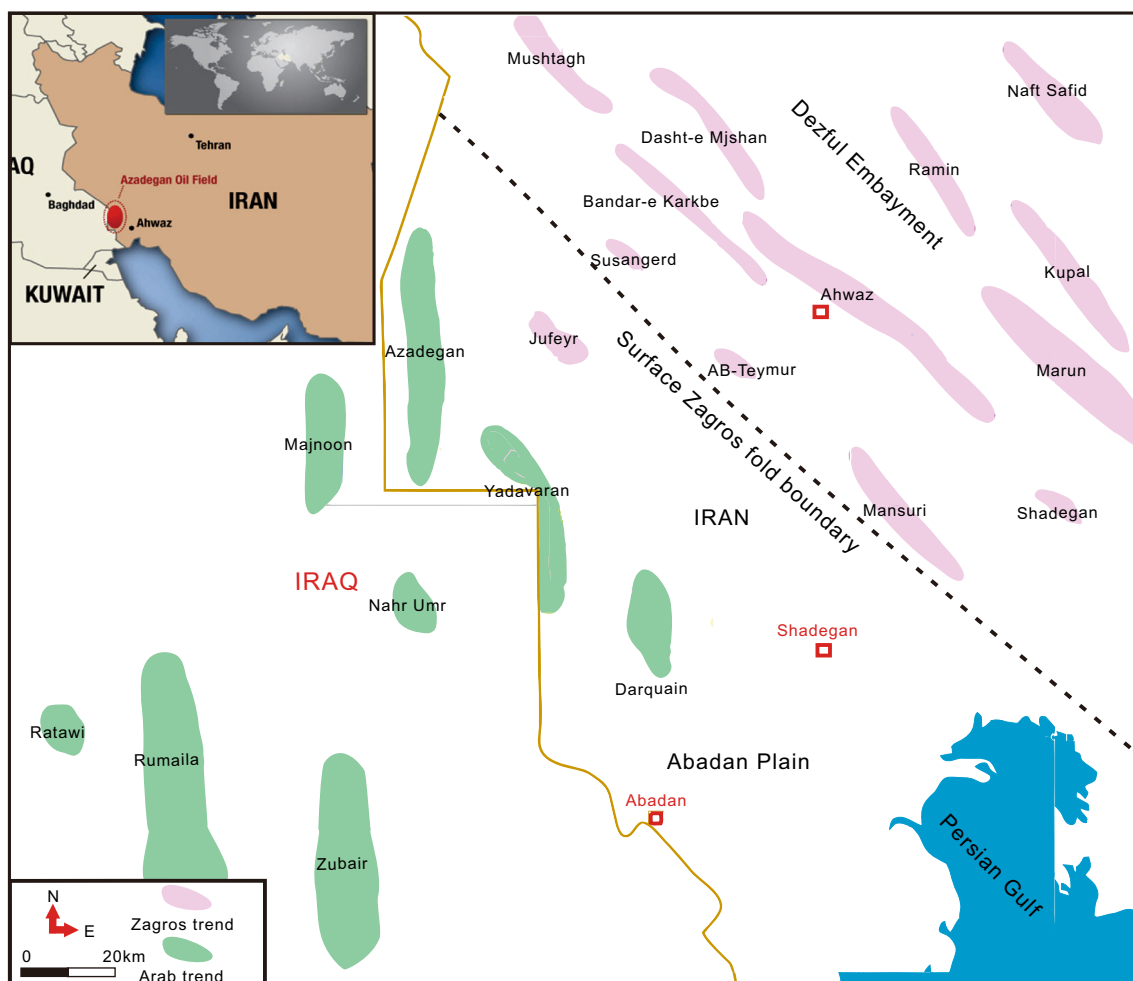 Tehran
AQ
Azadegan Oil Field
Baghdad
IRAN
Ahwaz
KUWAIT
Mushtagh
Naft Safid
Dasht-e Mjshan
Dezful Embayment
Ramin
Bandar-e Karkbe
Susangerd
Kupal
Ahwaz
Jufeyr
Azadegan
Surface Zagros fold boundary
AB-Teymur
Marun
Majnoon
Yadavaran
IRAN
Mansuri
Shadegan
IRAQ
Nahr Umr
Shadegan
Darquain
Ratawi
Rumaila
Abadan Plain
Abadan
Persian Gulf
Zubair
N
E
Zagros trend
0 20km
Arab trend